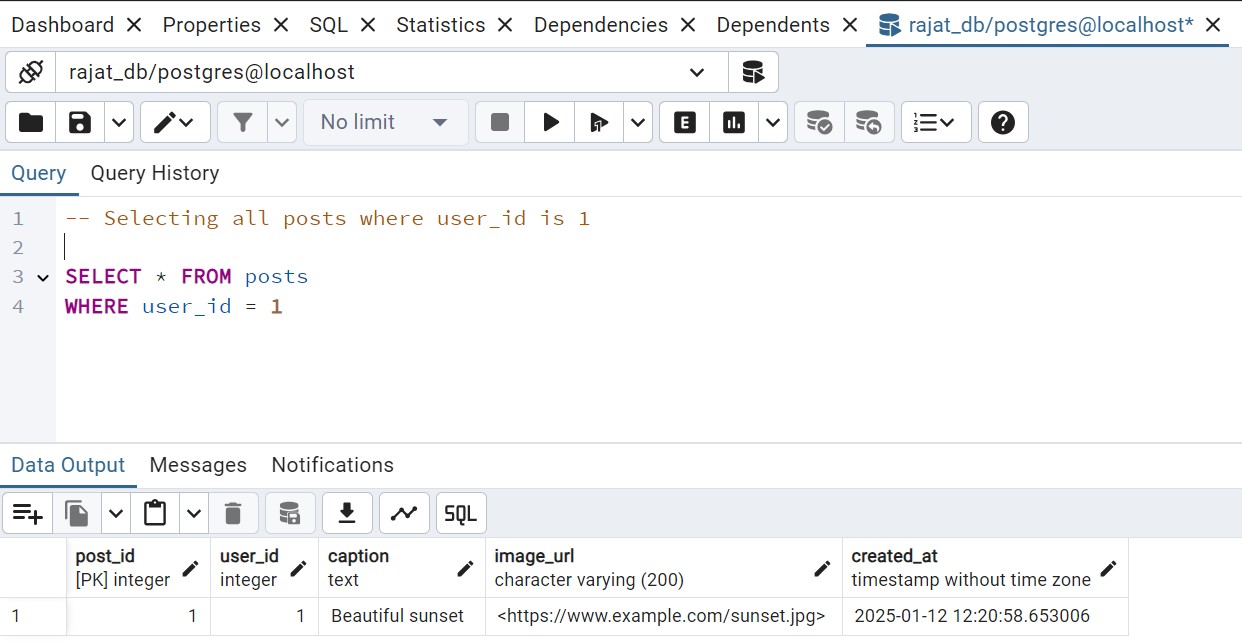 Dashboard Properties SQL Statistics Dependencies Dependents rajat_db/postgres@localhost*
rajat_db/postgres@localhost
No limit E
Query Query History
1 -- Selecting all posts where user_id is 1
2
3 SELECT * FROM posts
4 WHERE user_id = 1
Data Output Messages Notifications
SQL
post_id user_id caption image_url created_at
[PK] integer integer text character varying (200) timestamp without time zone
1 1 1 Beautiful sunset <https://www.example.com/sunset.jpg> 2025-01-12 12:20:58.653006